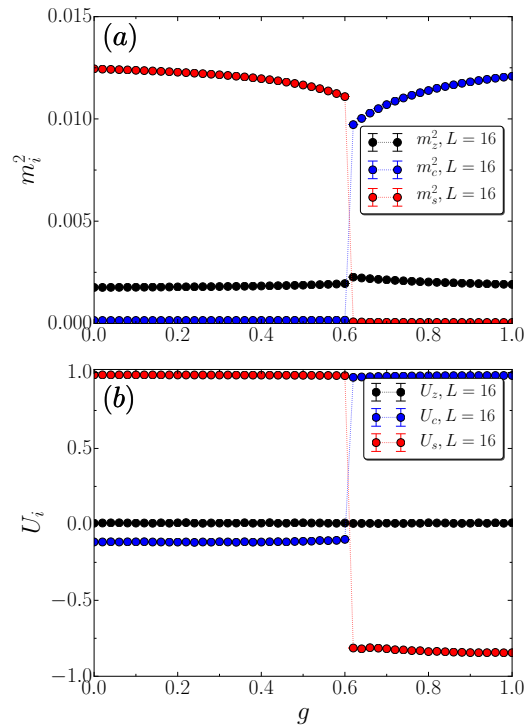 (a)
0.015
0.010
0.005
0.000
m_i^2
m_z^2, L = 16
m_c^2, L = 16
m_s^2, L = 16
0.0 0.2 0.4 0.6 0.8 1.0
(b)
1.0
0.5
0.0
−0.5
−1.0
U_i
U_z, L = 16
U_c, L = 16
U_s, L = 16
0.0 0.2 0.4 0.6 0.8 1.0
g